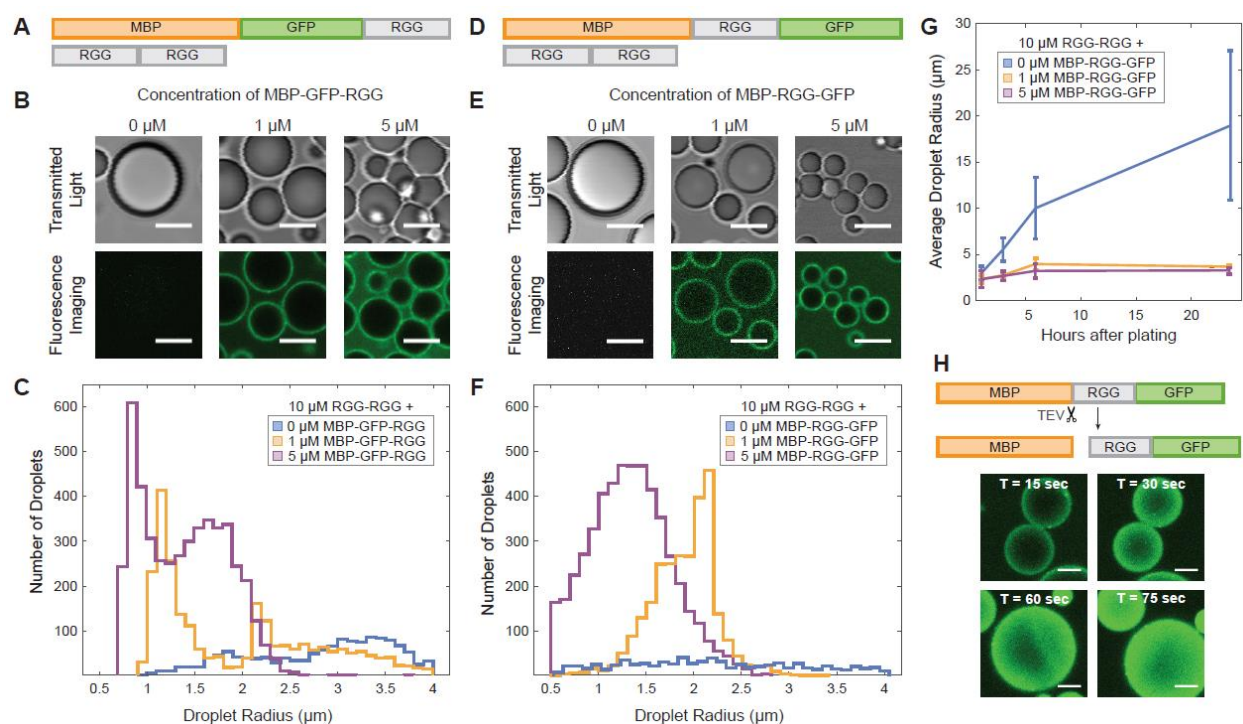 A
MBP GFP RGG
RGG RGG
B
Concentration of MBP-GFP-RGG
0 µM 1 µM 5 µM
Transmitted
Light
Fluorescence
Imaging
C
600
500
400
300
200
100
Number of Droplets
10 µM RGG-RGG +
0 µM MBP-GFP-RGG
1 µM MBP-GFP-RGG
5 µM MBP-GFP-RGG
0.5 1 1.5 2 2.5 3 3.5 4
Droplet Radius (µm)
D
MBP RGG GFP
RGG RGG
E
Concentration of MBP-RGG-GFP
0 µM 1 µM 5 µM
Transmitted
Light
Fluorescence
Imaging
F
600
500
400
300
200
100
Number of Droplets
10 µM RGG-RGG +
0 µM MBP-RGG-GFP
1 µM MBP-RGG-GFP
5 µM MBP-RGG-GFP
0.5 1 1.5 2 2.5 3 3.5 4
Droplet Radius (µm)
G
30
25
20
15
10
5
0
Average Droplet Radius (µm)
10 µM RGG-RGG +
0 µM MBP-RGG-GFP
1 µM MBP-RGG-GFP
5 µM MBP-RGG-GFP
5 10 15 20
Hours after plating
H
MBP RGG GFP
TEV
MBP RGG GFP
T = 15 sec T = 30 sec
T = 60 sec T = 75 sec